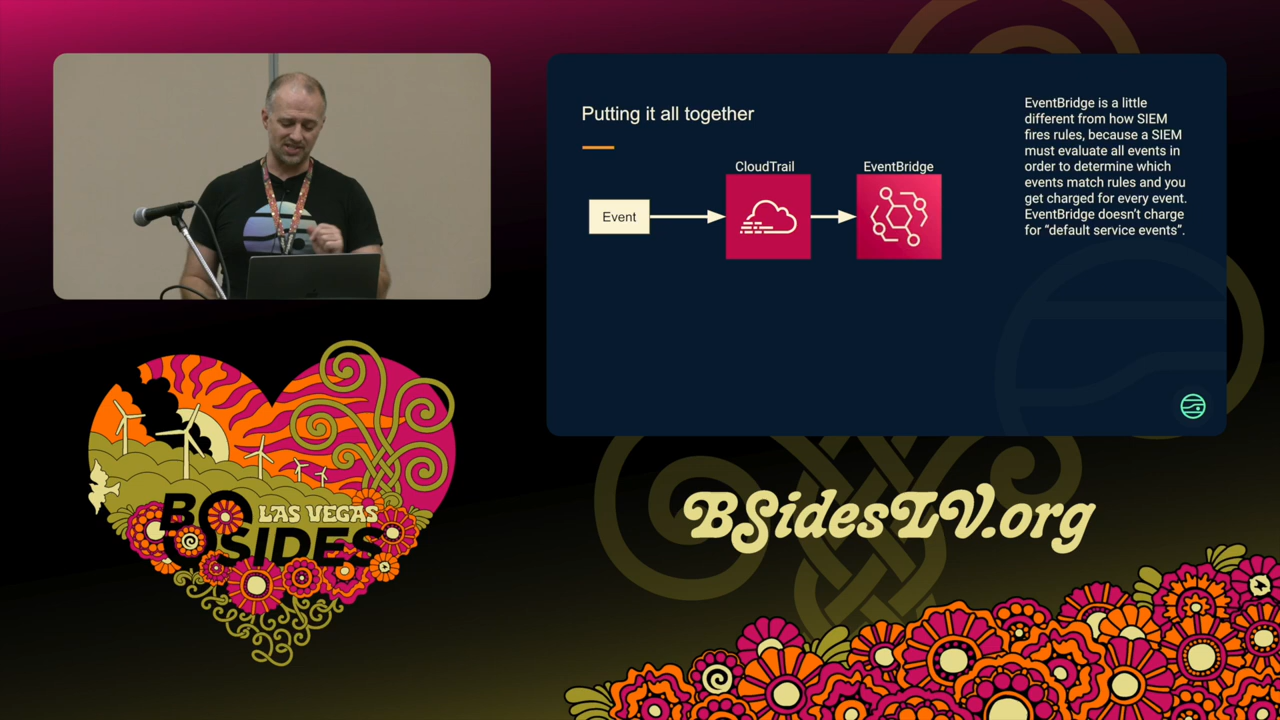 Putting it all together
CloudTrail
EventBridge
Event
EventBridge is a little
different from how SIEM
fires rules, because a SIEM
must evaluate all events in
order to determine which
events match rules and you
get charged for every event.
EventBridge doesn't charge
for “default service events”.
LAS VEGAS
BSIDES
BSidesLV.org